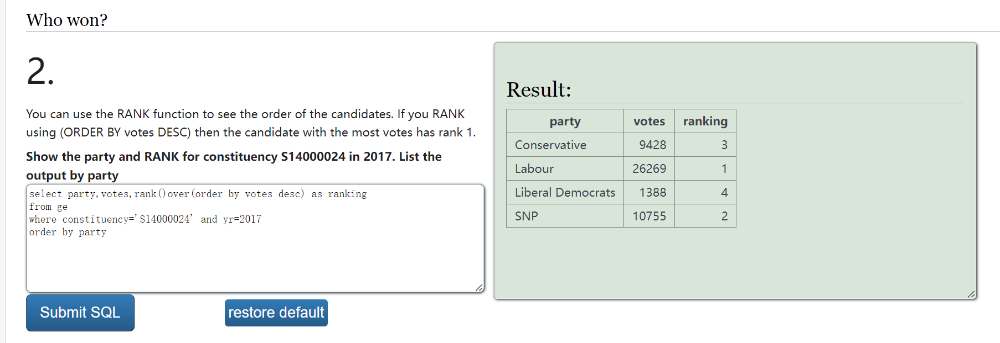 Who won?
2.
You can use the RANK function to see the order of the candidates. If you RANK
using (ORDER BY votes DESC) then the candidate with the most votes has rank 1.
Show the party and RANK for constituency S14000024 in 2017. List the
output by party
select party,votes,rank()over(order by votes desc) as ranking
from ge
where constituency='S14000024' and yr=2017
order by party
Submit SQL
restore default
Result:
party votes ranking
Conservative 9428 3
Labour 26269 1
Liberal Democrats 1388 4
SNP 10755 2